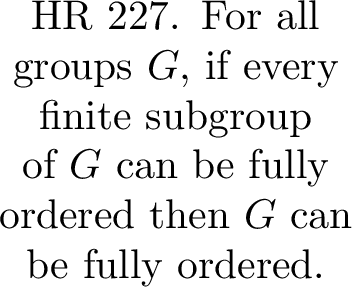 HR 227. For all
groups G, if every
finite subgroup
of G can be fully
ordered then G can
be fully ordered.